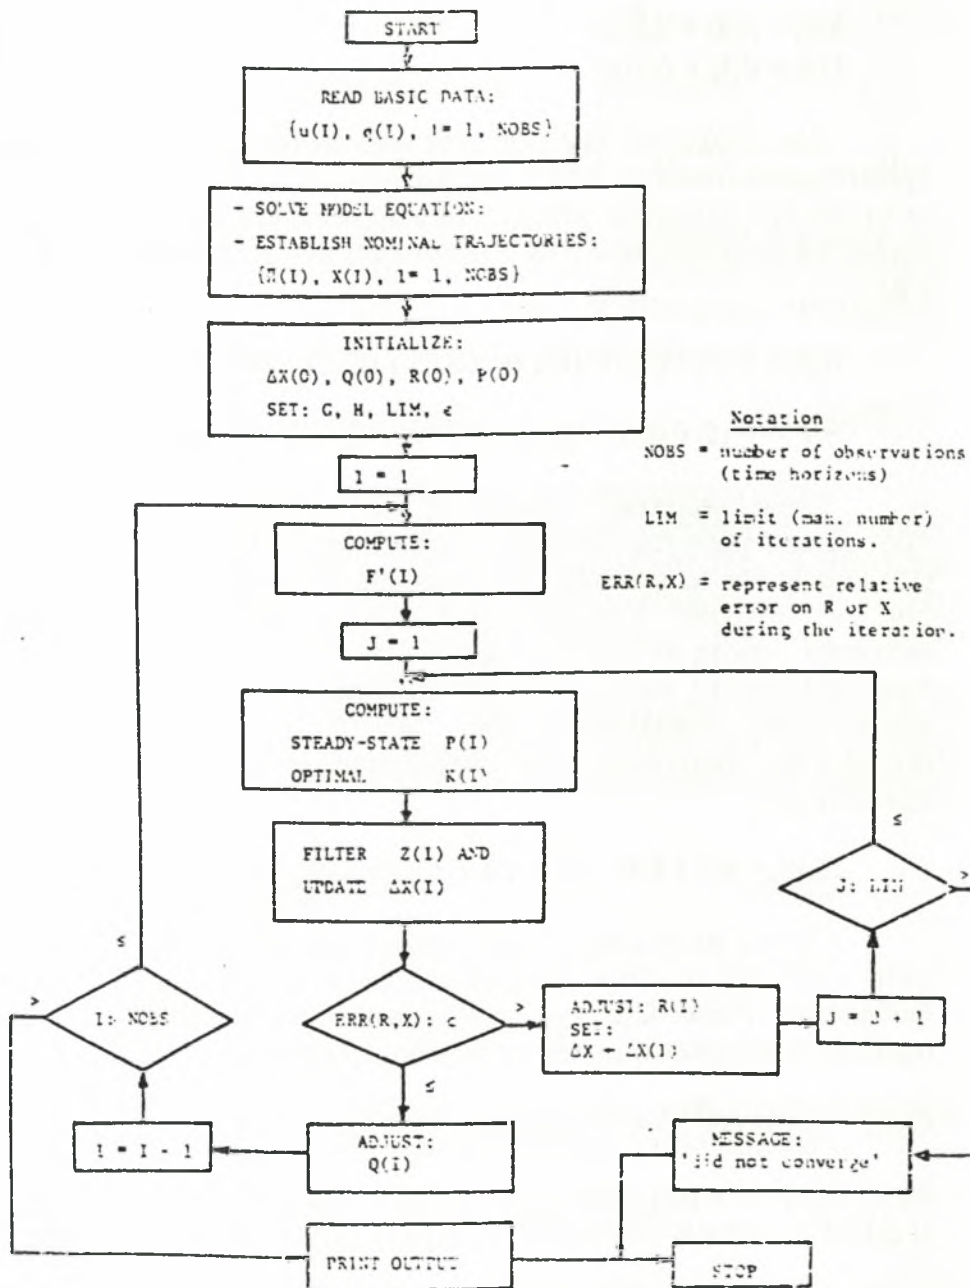 START
READ BASIC DATA:
{u(I), q(I), I = 1, NOBS}
- SOLVE MODEL EQUATION:
- ESTABLISH NOMINAL TRAJECTORIES:
{X(I), I = 1, NOBS}
INITIALIZE:
ΔX(0), Q(0), R(0), P(0)
SET: G, H, LIM, ε
Notation
NOBS = number of observations
(time horizons)
LIM = limit (max. number)
of iterations.
ERR(R,X) = represent relative
error on R or X
during the iteration.
I = 1
COMPUTE:
F'(I)
J = 1
COMPUTE:
STEADY-STATE P(I)
OPTIMAL K(I)
FILTER Z(I) AND
UPDATE ΔX(I)
≤
J: LIM
>
≤
>
I: NOBS
ERR(R,X): ε
>
≤
ADJUST: R(I)
SET:
ΔX ← ΔX(I)
J = J + 1
I = I + 1
ADJUST:
Q(I)
MESSAGE:
'did not converge'
PRINT OUTPUT
STOP